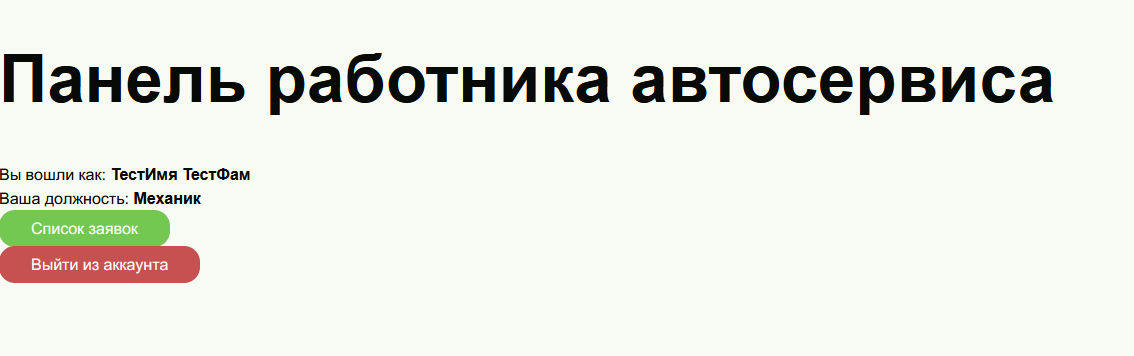 Панель работника автосервиса
Вы вошли как: ТестИмя ТестФам
Ваша должность: Механик
Список заявок
Выйти из аккаунта